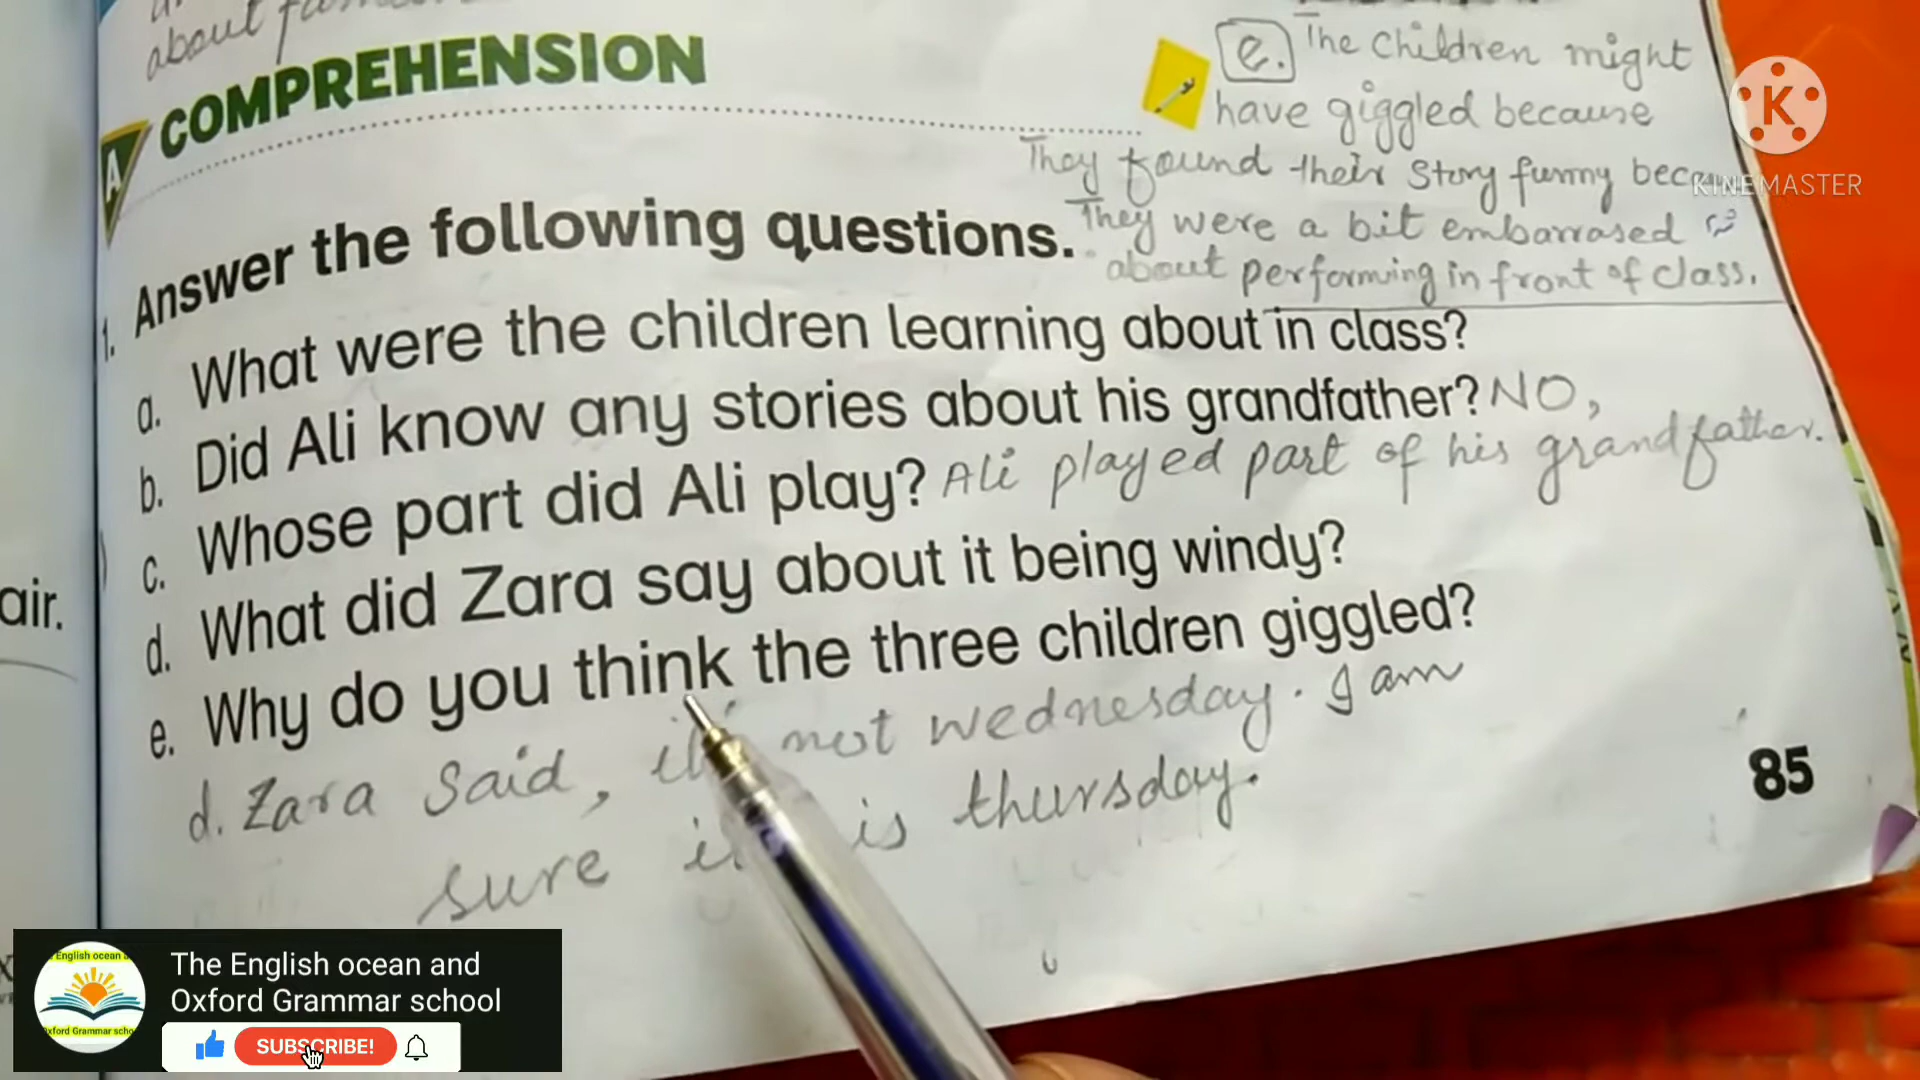 about
COMPREHENSION
A
e. The Children might
have giggled because
They found their Story funny
They were a bit embarrased
about performing in front of class.
K
KINEMASTER
1. Answer the following questions.
a. What were the children learning about in class?
b. Did Ali know any stories about his grandfather? NO,
c. Whose part did Ali play? Ali played part of his grandfather.
d. What did Zara say about it being windy?
e. Why do you think the three children giggled?
d. Zara Said, not wednesday. I am
sure is thursday.
air.
85
English ocean a
Oxford Grammar scho
The English ocean and
Oxford Grammar school
SUBSCRIBE!